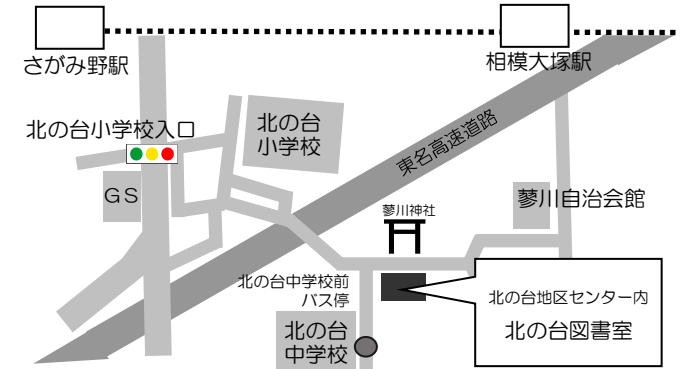 さがみ野駅
相模大塚駅
北の台小学校入口
北の台
小学校
東名高速道路
GS
蓼川神社
蓼川自治会館
北の台中学校前
バス停
北の台地区センター内
北の台図書室
北の台
中学校